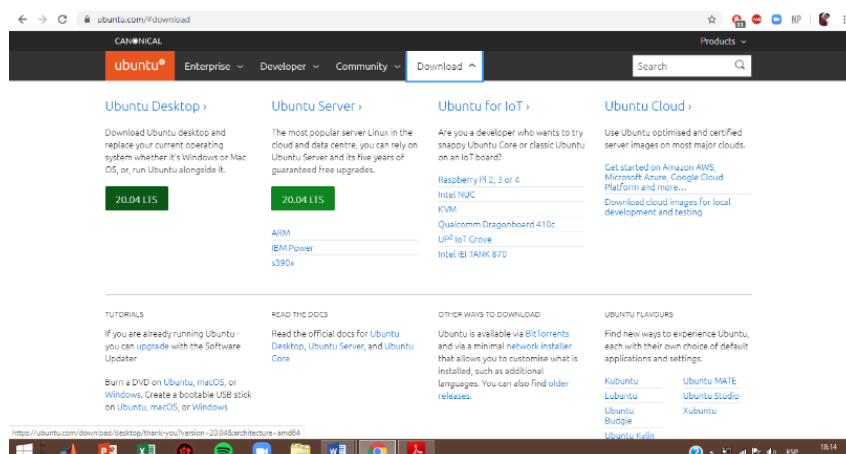 ubuntu.com/#download
11
NP
CANONICAL
Products
ubuntu®
Enterprise
Developer
Community
Download
Search
Ubuntu Desktop ›
Download Ubuntu desktop and
replace your current operating
system whether it's Windows or Mac
OS, or, run Ubuntu alongside it.
20.04 LTS
Ubuntu Server ›
The most popular server Linux in the
cloud and data centre, you can rely on
Ubuntu Server and its five years of
guaranteed free upgrades.
20.04 LTS
ARM
IBM Power
s390x
Ubuntu for IoT ›
Are you a developer who wants to try
snappy Ubuntu Core or classic Ubuntu
on an IoT board?
Raspberry Pi 2, 3 or 4
Intel NUC
KVM
Qualcomm Dragonboard 410c
UP² IoT Grove
Intel IEI TANK 870
Ubuntu Cloud ›
Use Ubuntu optimised and certified
server images on most major clouds.
Get started on Amazon AWS,
Microsoft Azure, Google Cloud
Platform and more...
Download cloud images for local
development and testing
TUTORIALS
If you are already running Ubuntu -
you can upgrade with the Software
Updater
Burn a DVD on Ubuntu, macOS, or
Windows. Create a bootable USB stick
on Ubuntu, macOS, or Windows
READ THE DOCS
Read the official docs for Ubuntu
Desktop, Ubuntu Server, and Ubuntu
Core
OTHER WAYS TO DOWNLOAD
Ubuntu is available via BitTorrents
and via a minimal network installer
that allows you to customise what is
installed, such as additional
languages. You can also find older
releases.
UBUNTU FLAVOURS
Find new ways to experience Ubuntu,
each with their own choice of default
applications and settings.
Kubuntu
Lubuntu
Ubuntu
Budgie
Ubuntu Kylin
Ubuntu MATE
Ubuntu Studio
Xubuntu
https://ubuntu.com/download/desktop/thank-you?version=20.04&architecture=amd64
ESP
18:14